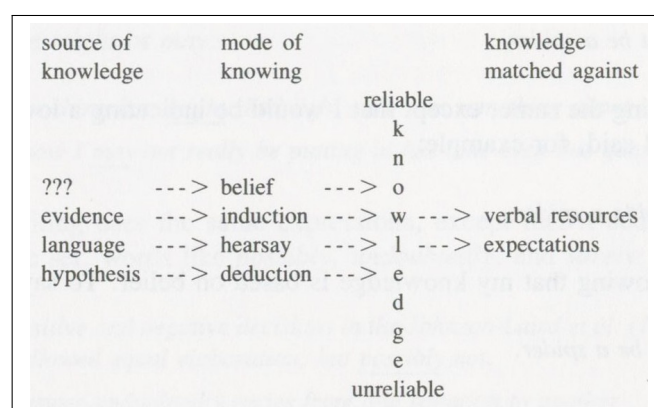 source of mode of knowledge
knowledge knowing matched against
reliable
k
n
??? ---> belief ---> o
evidence ---> induction ---> w ---> verbal resources
language ---> hearsay ---> l ---> expectations
hypothesis ---> deduction ---> e
d
g
e
unreliable